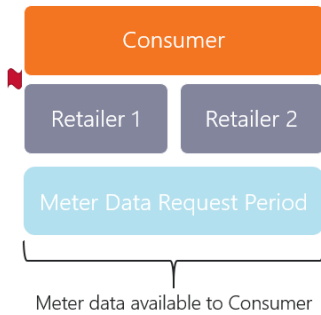 Consumer
Retailer 1 Retailer 2
Meter Data Request Period
Meter data available to Consumer